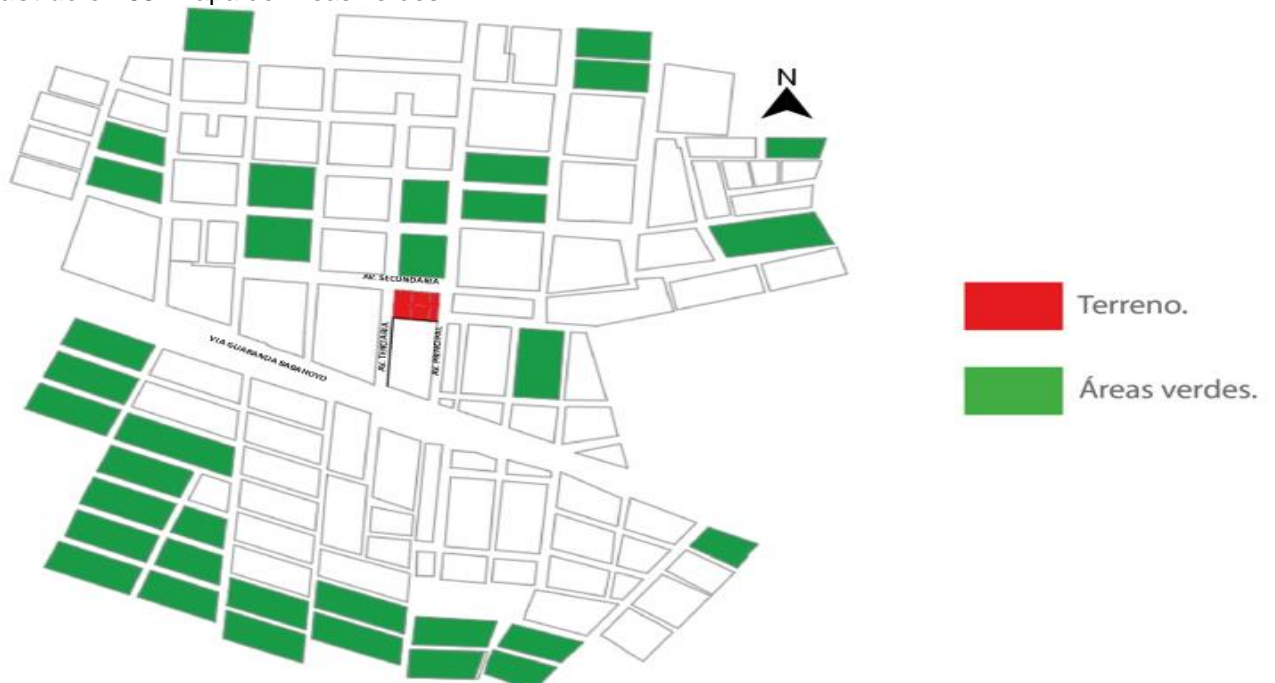 N
AV. SECUNDARIA
AV. TERCIARIA
AV. PRINCIPAL
VIA GUARANDA BABAHOYO
Terreno.
Áreas verdes.